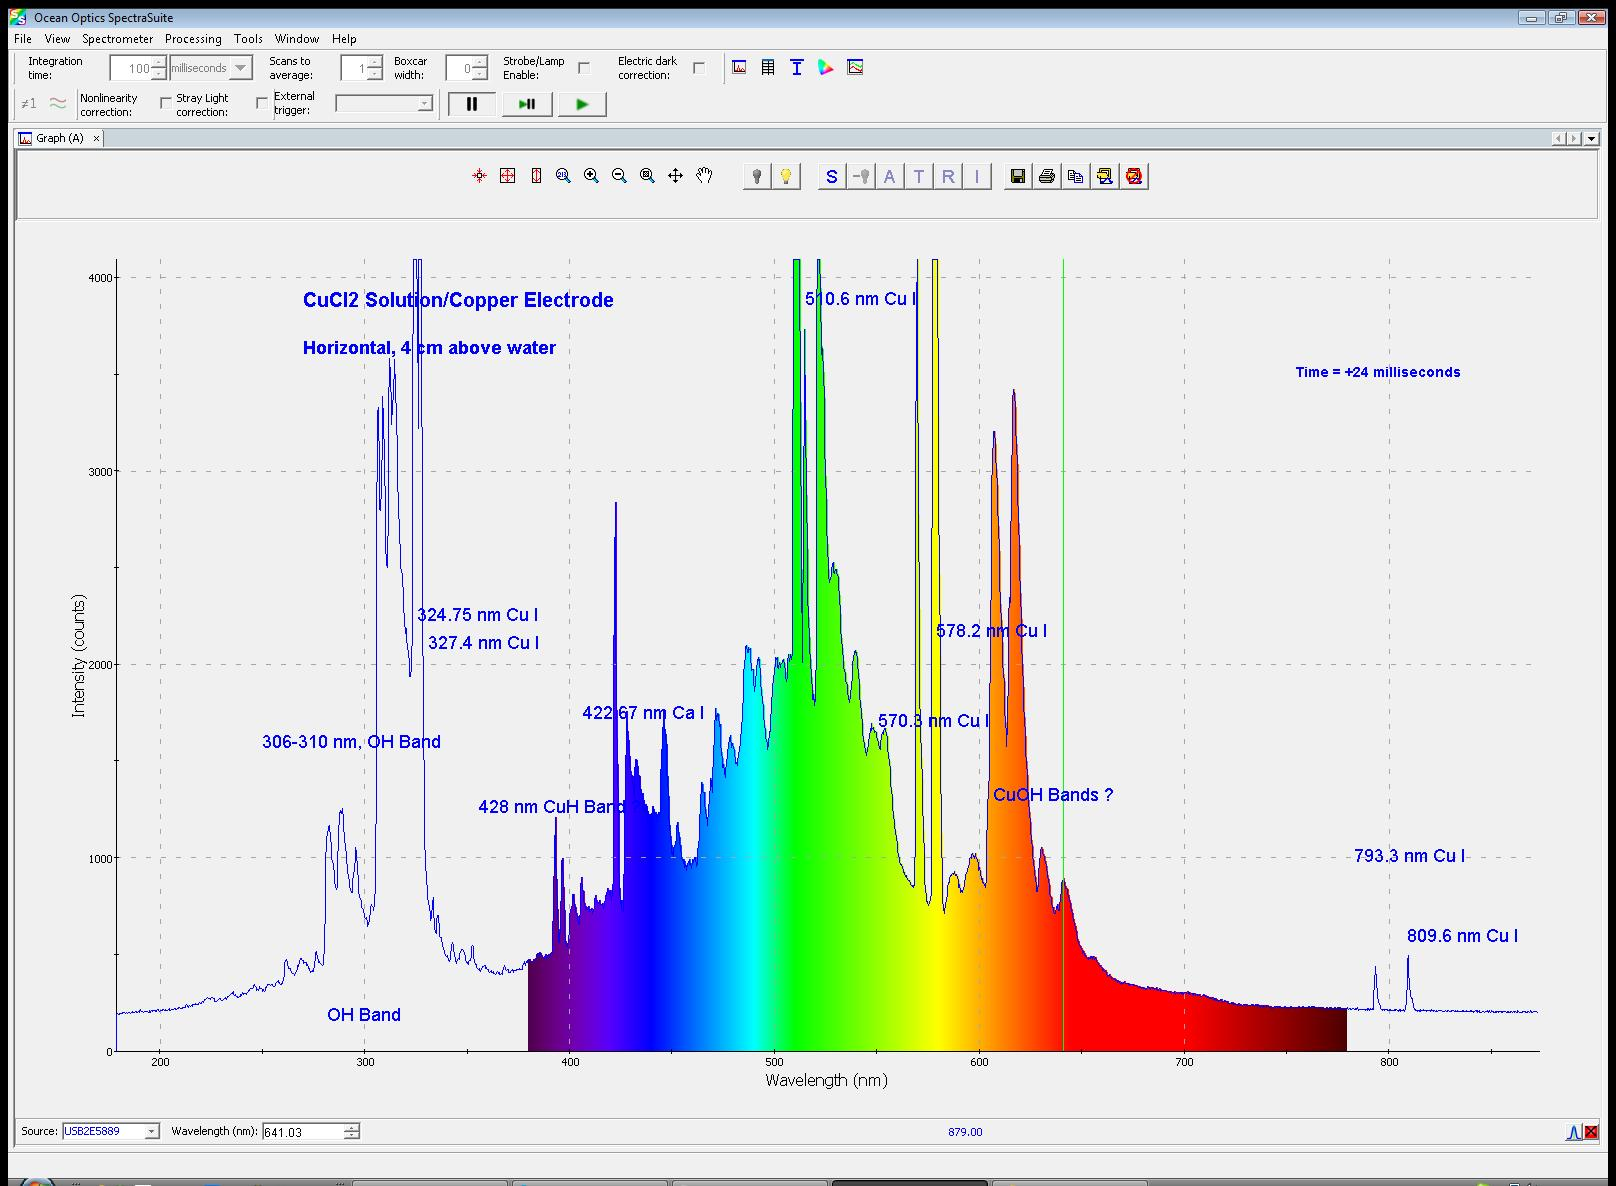 Ocean Optics SpectraSuite
File View Spectrometer Processing Tools Window Help
Integration time: 100 milliseconds Scans to average: 1 Boxcar width: 0 Strobe/Lamp Enable: Electric dark correction:
≠1 Nonlinearity correction: Stray Light correction: External trigger:
Graph (A) ×
S A T R I
4000
CuCl2 Solution/Copper Electrode
510.6 nm Cu I
Horizontal, 4 cm above water
Time = +24 milliseconds
3000
324.75 nm Cu I
578.2 nm Cu I
327.4 nm Cu I
Intensity (counts)
2000
422.67 nm Ca I
570.3 nm Cu I
306-310 nm, OH Band
CuOH Bands ?
428 nm CuH Band ?
1000
793.3 nm Cu I
809.6 nm Cu I
OH Band
0
200 300 400 500 600 700 800
Wavelength (nm)
Source: USB2E5889 Wavelength (nm): 641.03 879.00